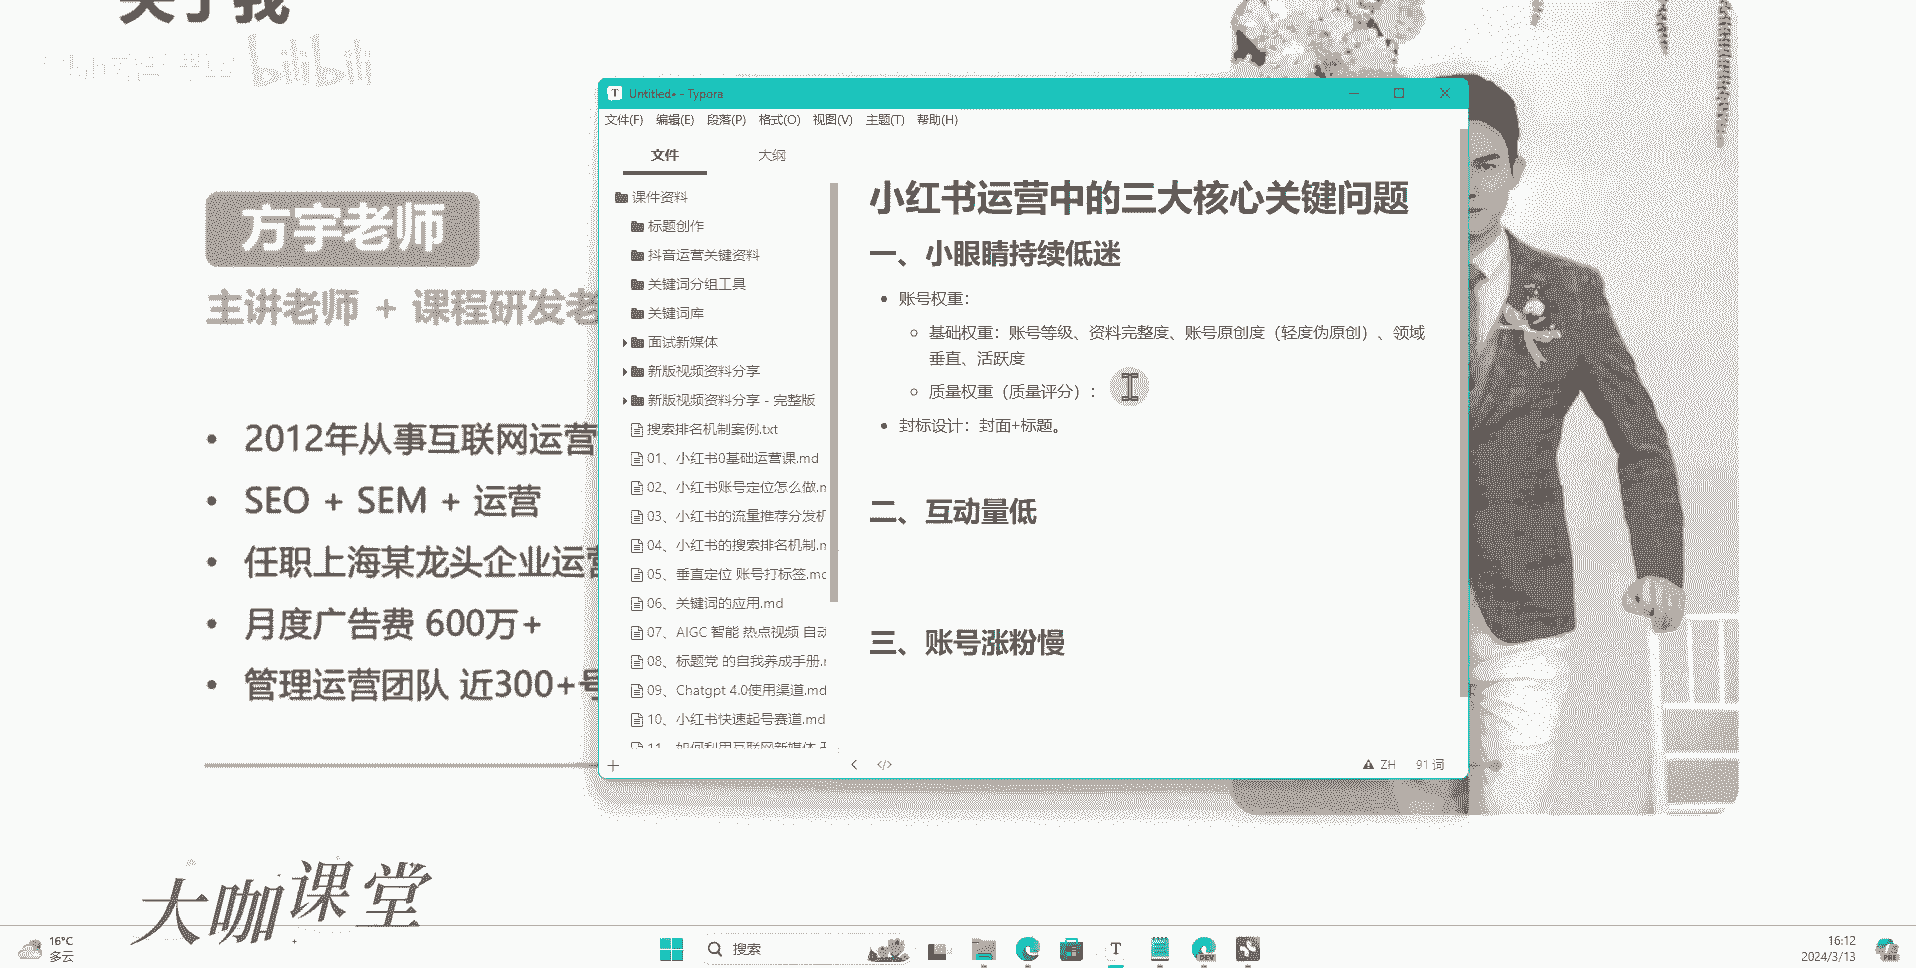 关于我
bilibili
方宇老师
主讲老师 + 课程研发老
• 2012年从事互联网运营
• SEO + SEM + 运营
• 任职上海某龙头企业运营
• 月度广告费 600万+
• 管理运营团队 近300+号
大咖课堂
T Untitled• - Typora
文件(F) 编辑(E) 段落(P) 格式(O) 视图(V) 主题(T) 帮助(H)
文件 大纲
课件资料
标题创作
抖音运营关键资料
关键词分组工具
关键词库
面试新媒体
新版视频资料分享
新版视频资料分享 - 完整版
搜索排名机制案例.txt
01、小红书0基础运营课.md
02、小红书账号定位怎么做.m
03、小红书的流量推荐分发机
04、小红书的搜索排名机制.m
05、垂直定位 账号打标签.md
06、关键词的应用.md
07、AIGC 智能 热点视频 自动
08、标题党 的自我养成手册.m
09、Chatgpt 4.0使用渠道.md
10、小红书快速起号赛道.md
11、如何利用互联网新媒体
小红书运营中的三大核心关键问题
一、小眼睛持续低迷
• 账号权重：
基础权重：账号等级、资料完整度、账号原创度（轻度伪原创）、领域
垂直、活跃度
质量权重（质量评分）：
• 封标设计：封面+标题。
二、互动量低
三、账号涨粉慢
</> ZH 91 词
16°C
多云
搜索
T
DEV
16:12
2024/3/13
PRE